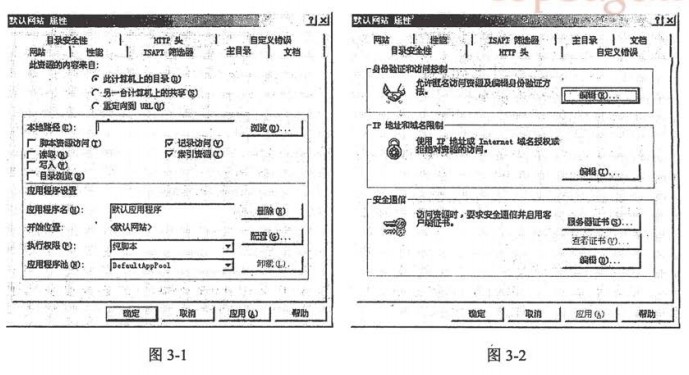 默认网站 属性
目录安全性 HTTP 头 自定义错误
网站 性能 ISAPI 筛选器 主目录 文档
此资源的内容来自:
此计算机上的目录(D)
另一台计算机上的共享(S)
重定向到 URL(U)
本地路径(C): 浏览(O)...
脚本资源访问(T) 记录访问(V)
读取(R) 索引资源(I)
写入(W)
目录浏览(B)
应用程序设置
应用程序名(M): 默认应用程序 删除(E)
开始位置: <默认网站>
配置(G)...
执行权限(P): 纯脚本
应用程序池(N): DefaultAppPool 卸载(L)
确定 取消 应用(A) 帮助
图 3-1
默认网站 属性
网站 性能 ISAPI 筛选器 主目录 文档
目录安全性 HTTP 头 自定义错误
身份验证和访问控制
允许匿名访问资源及编辑身份验证方
法。
编辑(E)...
IP 地址和域名限制
使用 IP 地址或 Internet 域名授权或
拒绝对资源的访问。
编辑(I)...
安全通信
访问资源时,要求安全通信并启用客
户端证书。
服务器证书(S)...
查看证书(V)...
编辑(D)...
确定 取消 应用(A) 帮助
图 3-2